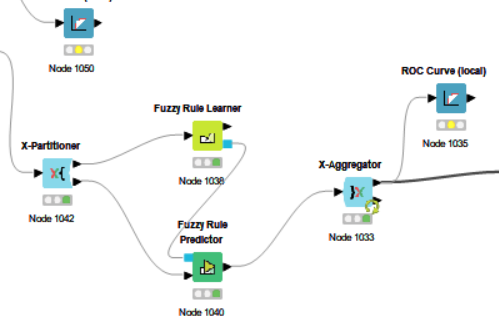 Node 1050
ROC Curve (local)
Node 1035
Fuzzy Rule Learner
Node 1038
X-Partitioner
Node 1042
X-Aggregator
Node 1033
Fuzzy Rule
Predictor
Node 1040